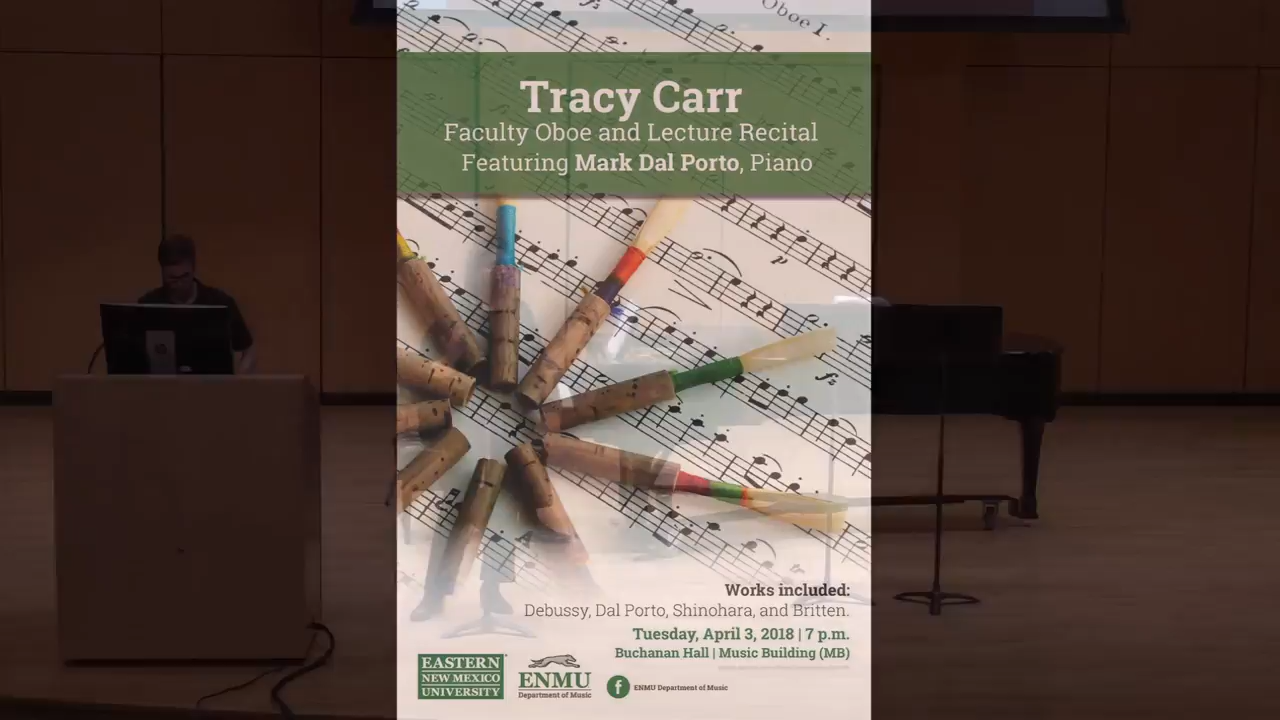 Oboe I.
Tracy Carr
Faculty Oboe and Lecture Recital
Featuring Mark Dal Porto, Piano
p
fz
Works included:
Debussy, Dal Porto, Shinohara, and Britten.
Tuesday, April 3, 2018 | 7 p.m.
Buchanan Hall | Music Building (MB)
EASTERN
NEW MEXICO
UNIVERSITY
ENMU
Department of Music
f ENMU Department of Music